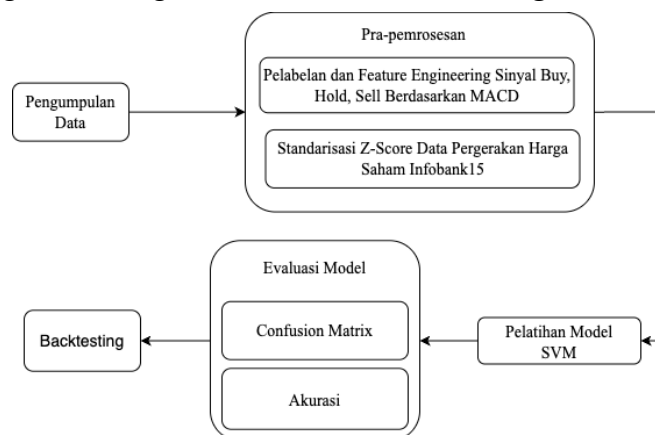 Pra-pemrosesan
Pelabelan dan Feature Engineering Sinyal Buy,
Hold, Sell Berdasarkan MACD
Pengumpulan
Data
Standarisasi Z-Score Data Pergerakan Harga
Saham Infobank15
Evaluasi Model
Confusion Matrix
Akurasi
Backtesting
Pelatihan Model
SVM